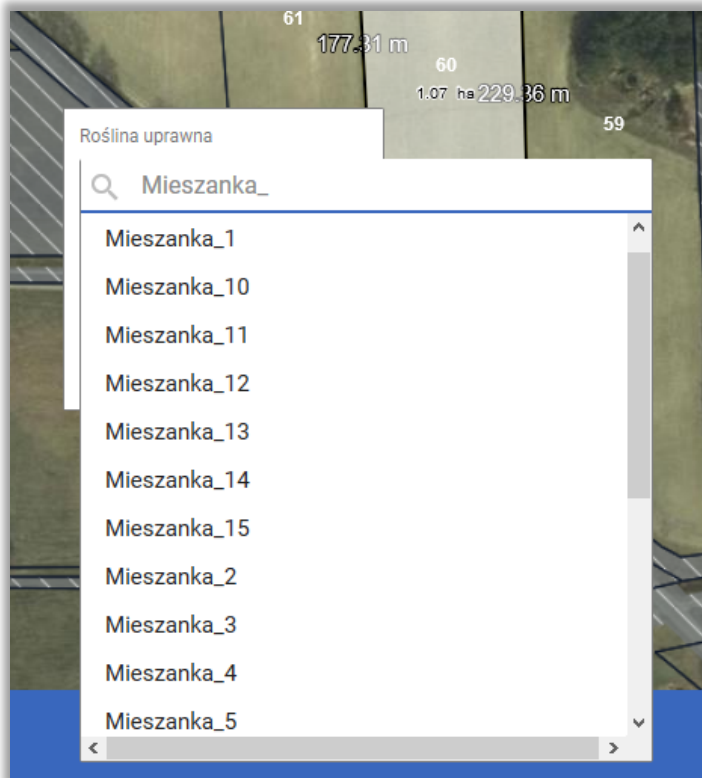 61
177.31 m
60
1.07 ha 229.36 m
59
Roślina uprawna
Mieszanka_
Mieszanka_1
Mieszanka_10
Mieszanka_11
Mieszanka_12
Mieszanka_13
Mieszanka_14
Mieszanka_15
Mieszanka_2
Mieszanka_3
Mieszanka_4
Mieszanka_5